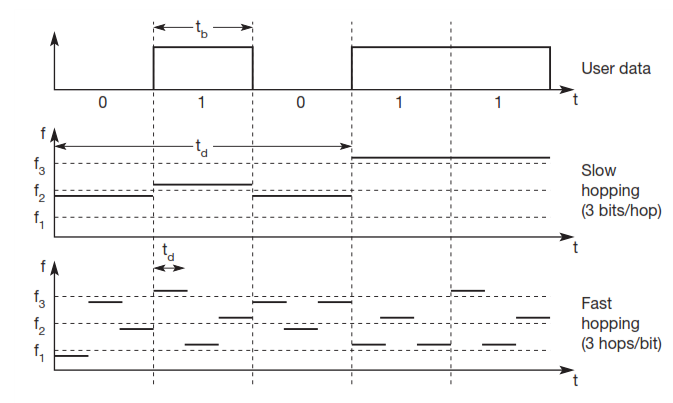 t_b
User data
0 1 0 1 1 t
f
t_d
f_3
f_2
f_1
Slow
hopping
(3 bits/hop)
t
t_d
f
f_3
f_2
f_1
Fast
hopping
(3 hops/bit)
t